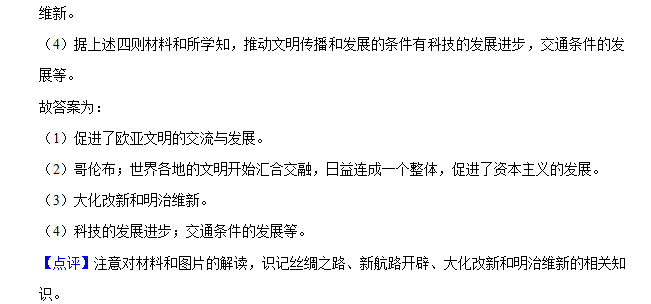 维新。
（4）据上述四则材料和所学知，推动文明传播和发展的条件有科技的发展进步，交通条件的发
展等。
故答案为：
（1）促进了欧亚文明的交流与发展。
（2）哥伦布；世界各地的文明开始汇合交融，日益连成一个整体，促进了资本主义的发展。
（3）大化改新和明治维新。
（4）科技的发展进步；交通条件的发展等。
【点评】注意对材料和图片的解读，识记丝绸之路、新航路开辟、大化改新和明治维新的相关知
识。